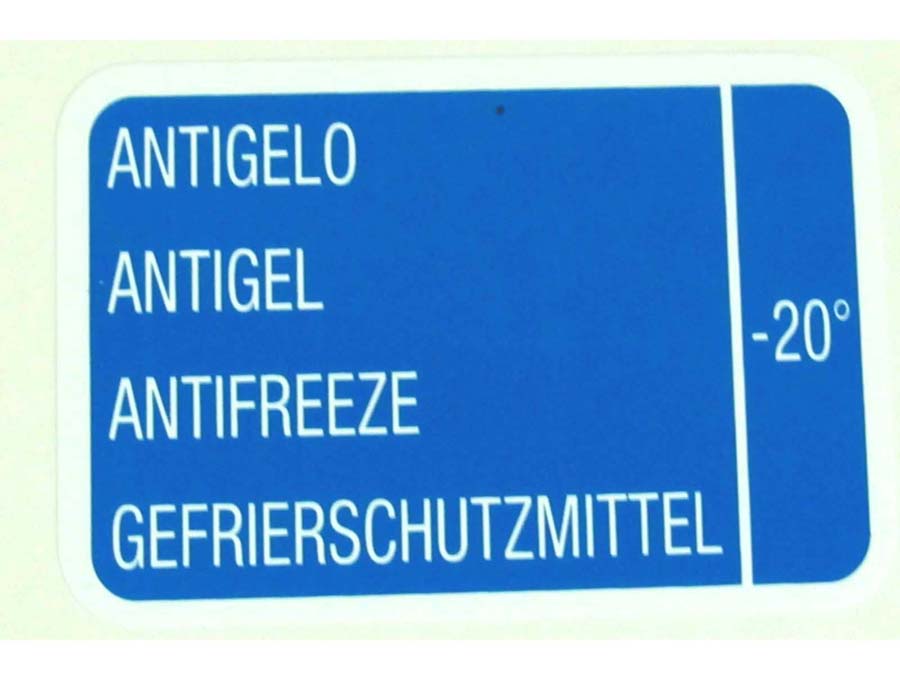 ANTIGELO
ANTIGEL
ANTIFREEZE
GEFRIERSCHUTZMITTEL
-20°